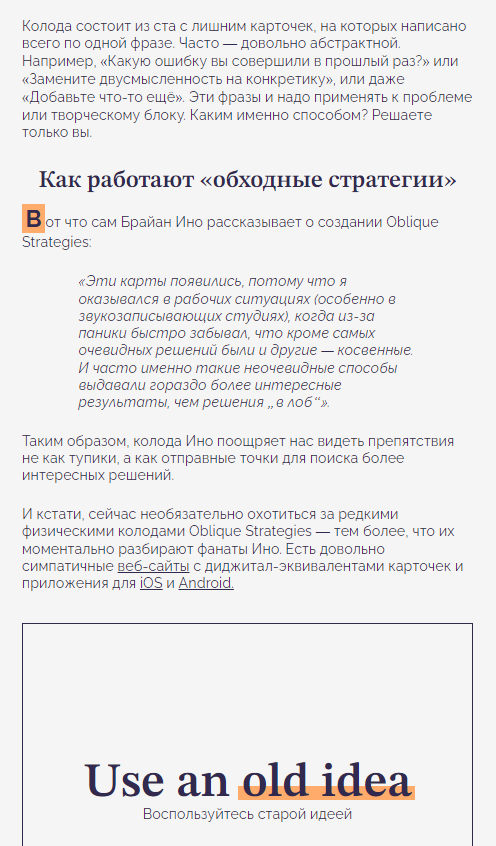 Колода состоит из ста с лишним карточек, на которых написано
всего по одной фразе. Часто — довольно абстрактной.
Например, «Какую ошибку вы совершили в прошлый раз?» или
«Замените двусмысленность на конкретику», или даже
«Добавьте что-то ещё». Эти фразы и надо применять к проблеме
или творческому блоку. Каким именно способом? Решаете
только вы.
Как работают «обходные стратегии»
Вот что сам Брайан Ино рассказывает о создании Oblique
Strategies:
«Эти карты появились, потому что я
оказывался в рабочих ситуациях (особенно в
звукозаписывающих студиях), когда из-за
паники быстро забывал, что кроме самых
очевидных решений были и другие — косвенные.
И часто именно такие неочевидные способы
выдавали гораздо более интересные
результаты, чем решения „в лоб“».
Таким образом, колода Ино поощряет нас видеть препятствия
не как тупики, а как отправные точки для поиска более
интересных решений.
И кстати, сейчас необязательно охотиться за редкими
физическими колодами Oblique Strategies — тем более, что их
моментально разбирают фанаты Ино. Есть довольно
симпатичные веб-сайты с диджитал-эквивалентами карточек и
приложения для iOS и Android.
Use an old idea
Воспользуйтесь старой идеей